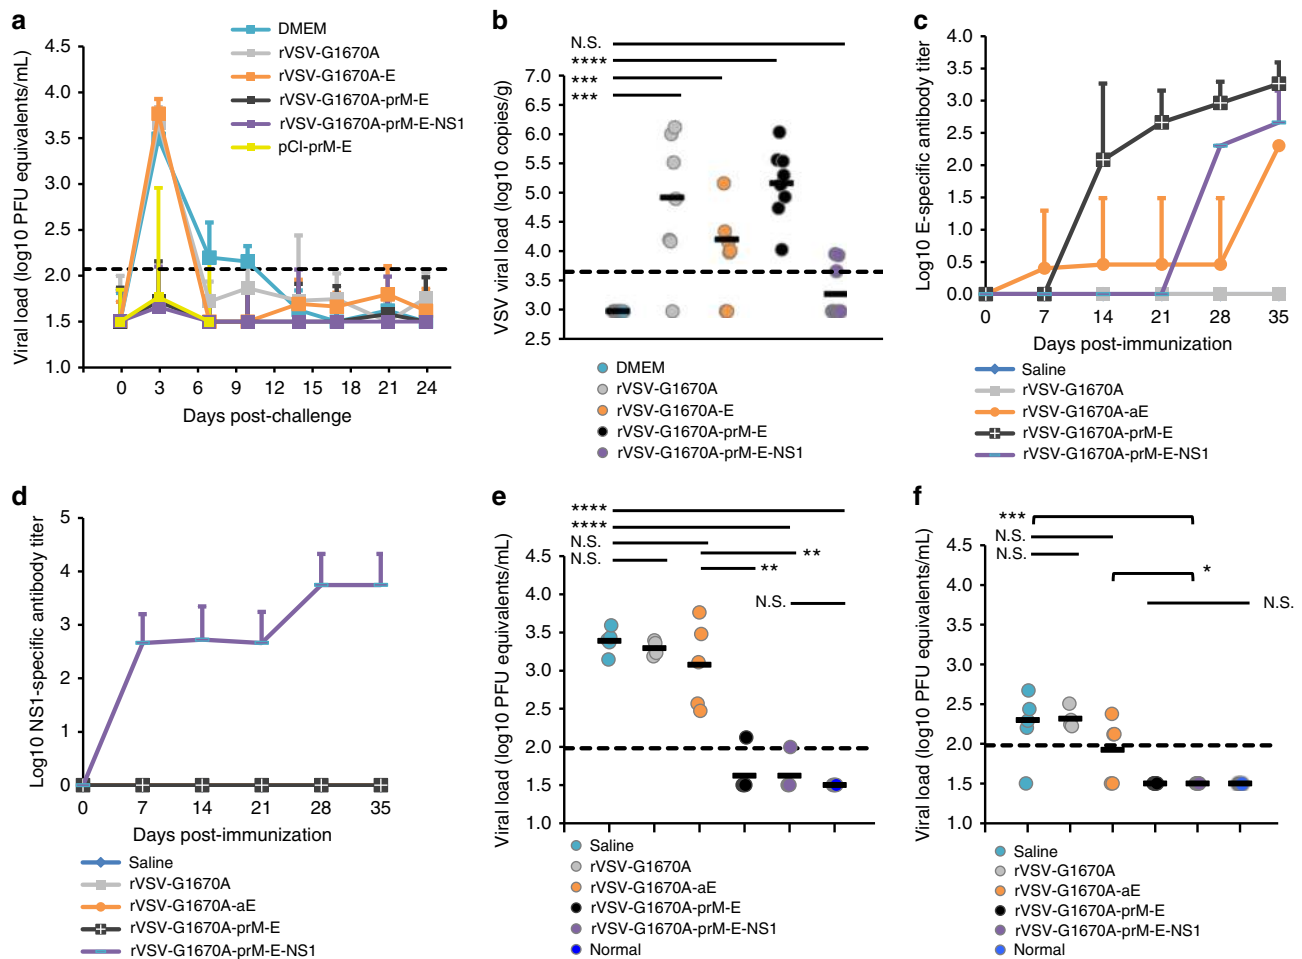 a
DMEM
rVSV-G1670A
rVSV-G1670A-E
rVSV-G1670A-prM-E
rVSV-G1670A-prM-E-NS1
pCI-prM-E
Viral load (log10 PFU equivalents/mL)
4.5
4.0
3.5
3.0
2.5
2.0
1.5
1.0
0 3 6 9 12 15 18 21 24
Days post-challenge
b
N.S.
****
***
***
VSV viral load (log10 copies/g)
7.0
6.5
6.0
5.5
5.0
4.5
4.0
3.5
3.0
2.5
DMEM
rVSV-G1670A
rVSV-G1670A-E
rVSV-G1670A-prM-E
rVSV-G1670A-prM-E-NS1
c
Log10 E-specific antibody titer
4.0
3.5
3.0
2.5
2.0
1.5
1.0
0.5
0.0
0 7 14 21 28 35
Days post-immunization
Saline
rVSV-G1670A
rVSV-G1670A-aE
rVSV-G1670A-prM-E
rVSV-G1670A-prM-E-NS1
d
Log10 NS1-specific antibody titer
5
4
3
2
1
0
0 7 14 21 28 35
Days post-immunization
Saline
rVSV-G1670A
rVSV-G1670A-aE
rVSV-G1670A-prM-E
rVSV-G1670A-prM-E-NS1
e
****
****
N.S.
N.S.
**
**
N.S.
Viral load (log10 PFU equivalents/mL)
4.5
4.0
3.5
3.0
2.5
2.0
1.5
1.0
Saline
rVSV-G1670A
rVSV-G1670A-aE
rVSV-G1670A-prM-E
rVSV-G1670A-prM-E-NS1
Normal
f
***
N.S.
N.S.
*
N.S.
Viral load (log10 PFU equivalents/mL)
4.5
4.0
3.5
3.0
2.5
2.0
1.5
1.0
Saline
rVSV-G1670A
rVSV-G1670A-aE
rVSV-G1670A-prM-E
rVSV-G1670A-prM-E-NS1
Normal